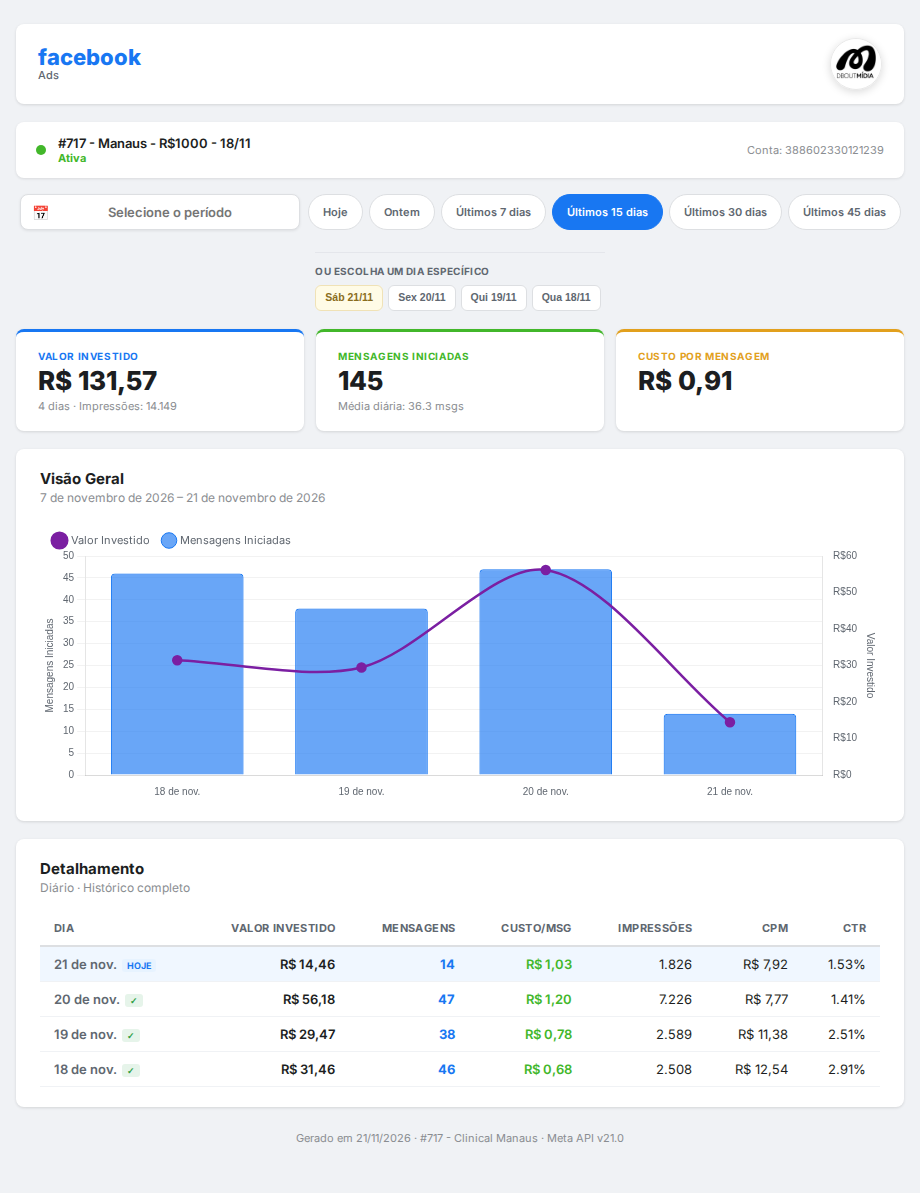 facebook
Ads
DBOUTMÍDIA
#717 - Manaus - R$1000 - 18/11
Ativa
Conta: 388602330121239
Selecione o período
Hoje
Ontem
Últimos 7 dias
Últimos 15 dias
Últimos 30 dias
Últimos 45 dias
OU ESCOLHA UM DIA ESPECÍFICO
Sáb 21/11
Sex 20/11
Qui 19/11
Qua 18/11
VALOR INVESTIDO
R$ 131,57
4 dias · Impressões: 14.149
MENSAGENS INICIADAS
145
Média diária: 36.3 msgs
CUSTO POR MENSAGEM
R$ 0,91
Visão Geral
7 de novembro de 2026 – 21 de novembro de 2026
Valor Investido
Mensagens Iniciadas
Mensagens Iniciadas
50
45
40
35
30
25
20
15
10
5
0
R$60
R$50
R$40
R$30
R$20
R$10
R$0
Valor Investido
18 de nov.
19 de nov.
20 de nov.
21 de nov.
Detalhamento
Diário · Histórico completo
DIA VALOR INVESTIDO MENSAGENS CUSTO/MSG IMPRESSÕES CPM CTR
21 de nov. HOJE R$ 14,46 14 R$ 1,03 1.826 R$ 7,92 1.53%
20 de nov. ✓ R$ 56,18 47 R$ 1,20 7.226 R$ 7,77 1.41%
19 de nov. ✓ R$ 29,47 38 R$ 0,78 2.589 R$ 11,38 2.51%
18 de nov. ✓ R$ 31,46 46 R$ 0,68 2.508 R$ 12,54 2.91%
Gerado em 21/11/2026 · #717 - Clinical Manaus · Meta API v21.0